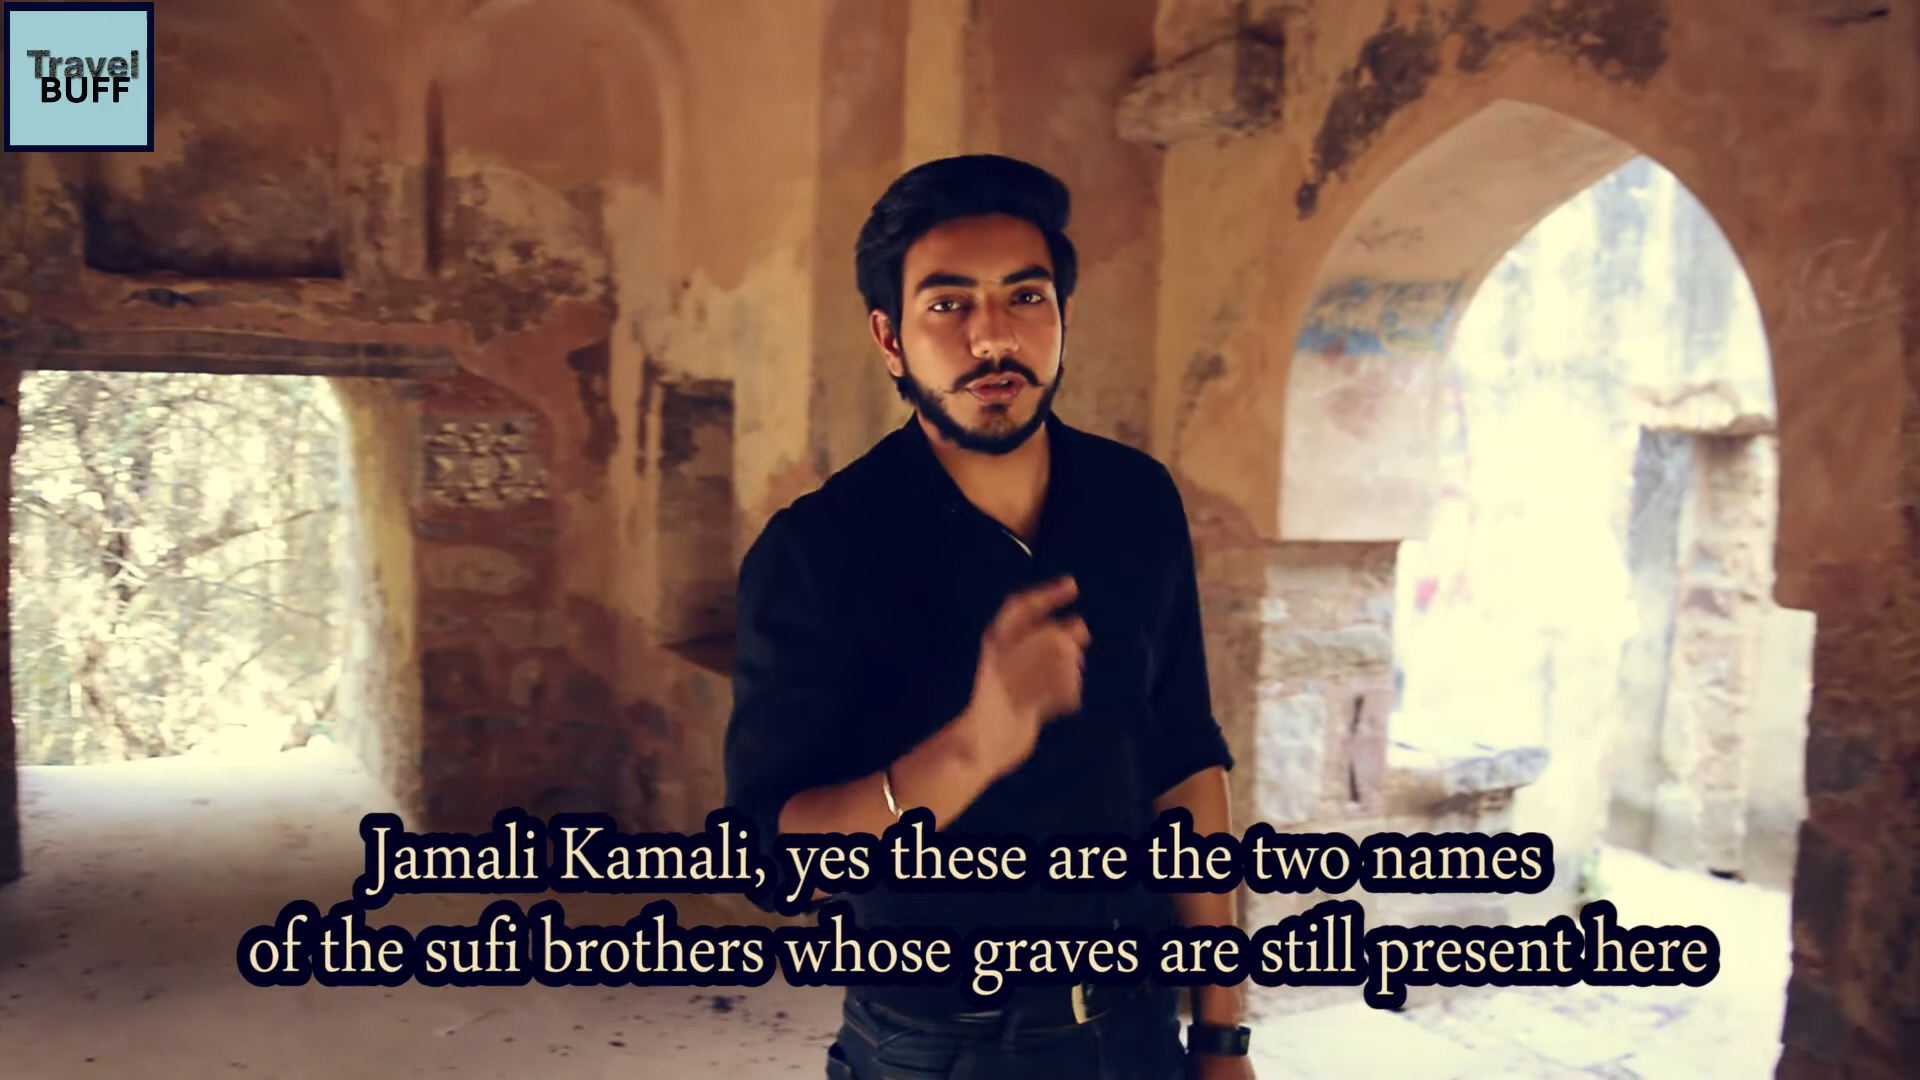 Travel
BUFF
Jamali Kamali, yes these are the two names
of the sufi brothers whose graves are still present here